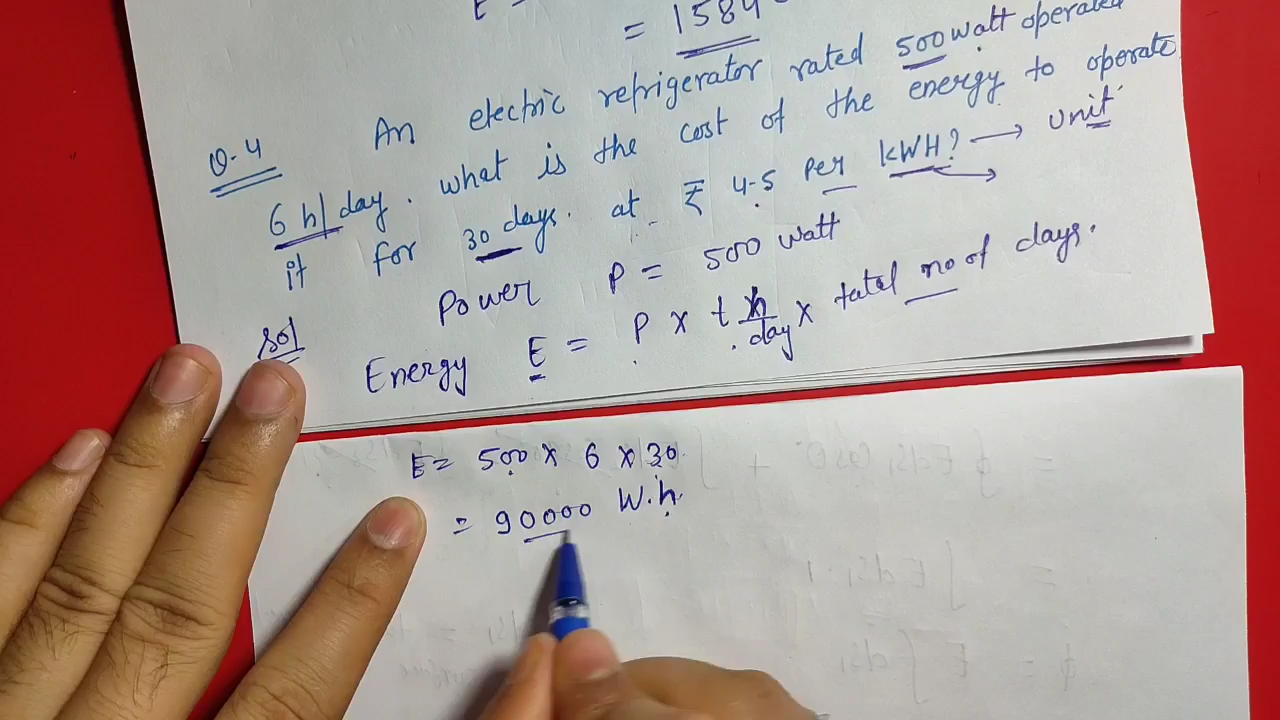 E =
= 1584
Q.4 An electric refrigerator rated 500 watt operated
6 h/day. what is the cost of the energy to operate
it for 30 days. at ₹ 4.5 per kWH? → unit
Sol Power P = 500 watt
Energy E = P x t h/day x total no of days.
E = 500 x 6 x 30
= 90000 W.h